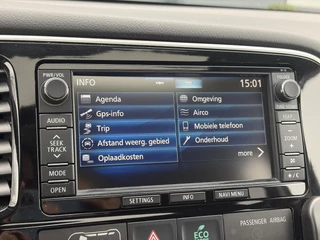 PWR/VOL
INFO
15:01
AUDIO
SEEK
TRACK
MODE
OPEN
Agenda
Gps-info
Trip
Afstand weerg. gebied
Oplaadkosten
Omgeving
Airco
Mobiele telefoon
Onderhoud
more
ZOOM
☀/☾
SETTINGS
INFO
NAVI MENU
ECO
PASSENGER AIRBAG